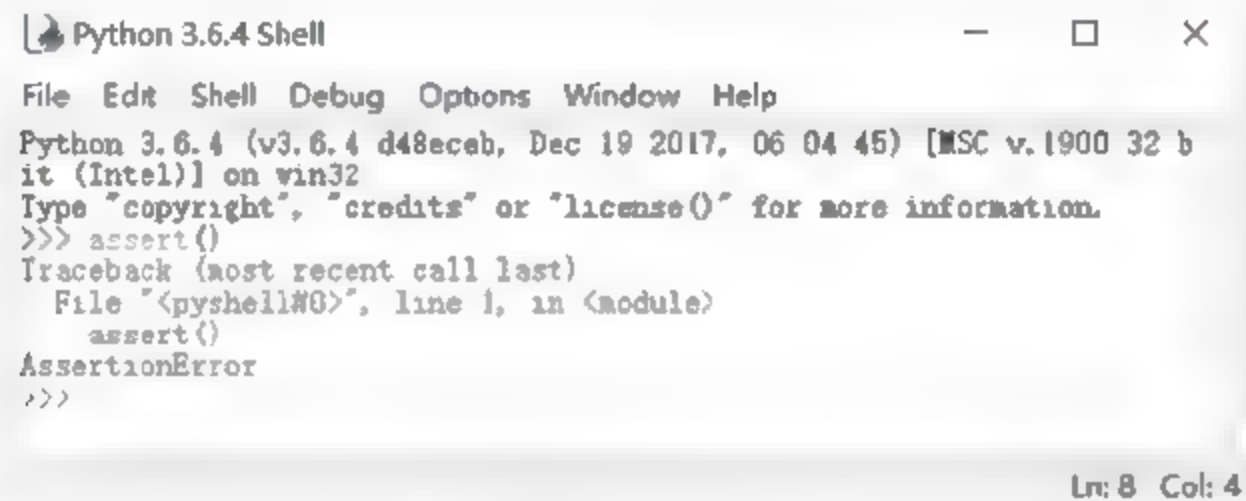 Python 3.6.4 Shell
File Edit Shell Debug Options Window Help
Python 3.6.4 (v3.6.4 d48eceb, Dec 19 2017, 06 04 45) [MSC v.1900 32 b
it (Intel)] on win32
Type "copyright", "credits" or "license()" for more information.
>>> assert()
Traceback (most recent call last)
  File "<pyshell#0>", line 1, in <module>
    assert()
AssertionError
>>>
Ln: 8 Col: 4